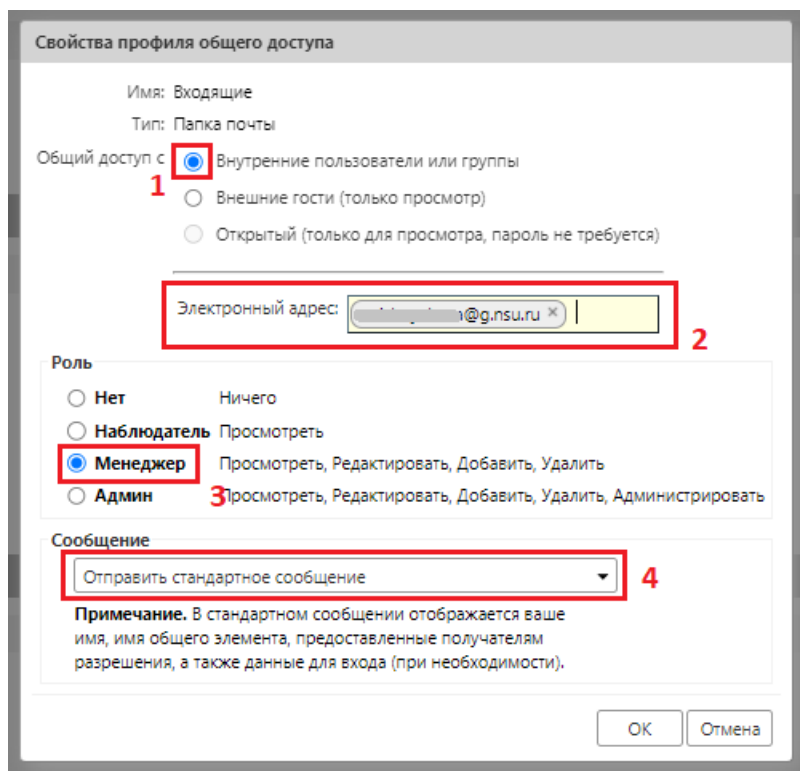 Свойства профиля общего доступа
Имя: Входящие
Тип: Папка почты
Общий доступ с Внутренние пользователи или группы
1
Внешние гости (только просмотр)
Открытый (только для просмотра, пароль не требуется)
Электронный адрес: @g.nsu.ru ×
2
Роль
Нет Ничего
Наблюдатель Просмотреть
Менеджер Просмотреть, Редактировать, Добавить, Удалить
Админ 3 Просмотреть, Редактировать, Добавить, Удалить, Администрировать
Сообщение
Отправить стандартное сообщение 4
Примечание. В стандартном сообщении отображается ваше
имя, имя общего элемента, предоставленные получателям
разрешения, а также данные для входа (при необходимости).
ОК Отмена